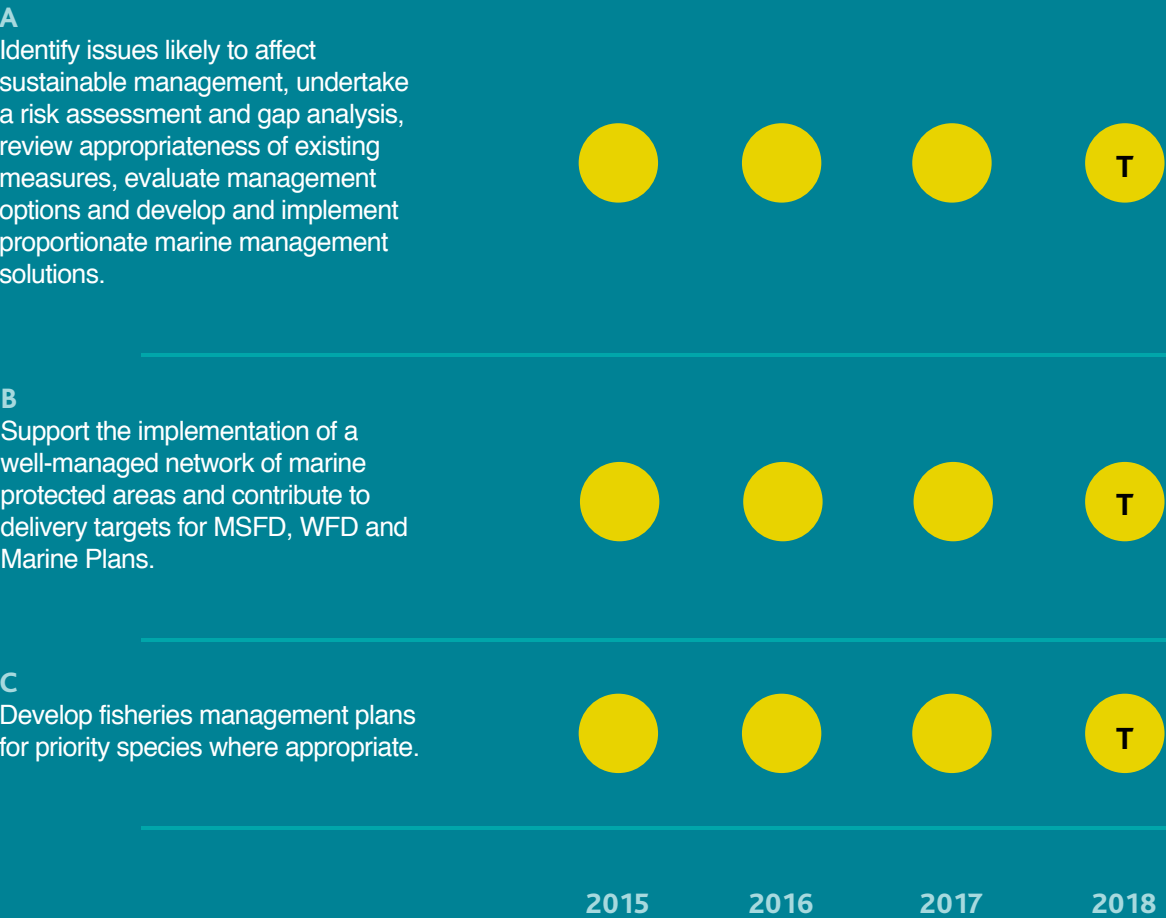 A
Identify issues likely to affect
sustainable management, undertake
a risk assessment and gap analysis,
review appropriateness of existing
measures, evaluate management
options and develop and implement
proportionate marine management
solutions.
T
B
Support the implementation of a
well-managed network of marine
protected areas and contribute to
delivery targets for MSFD, WFD and
Marine Plans.
T
C
Develop fisheries management plans
for priority species where appropriate.
T
2015 2016 2017 2018